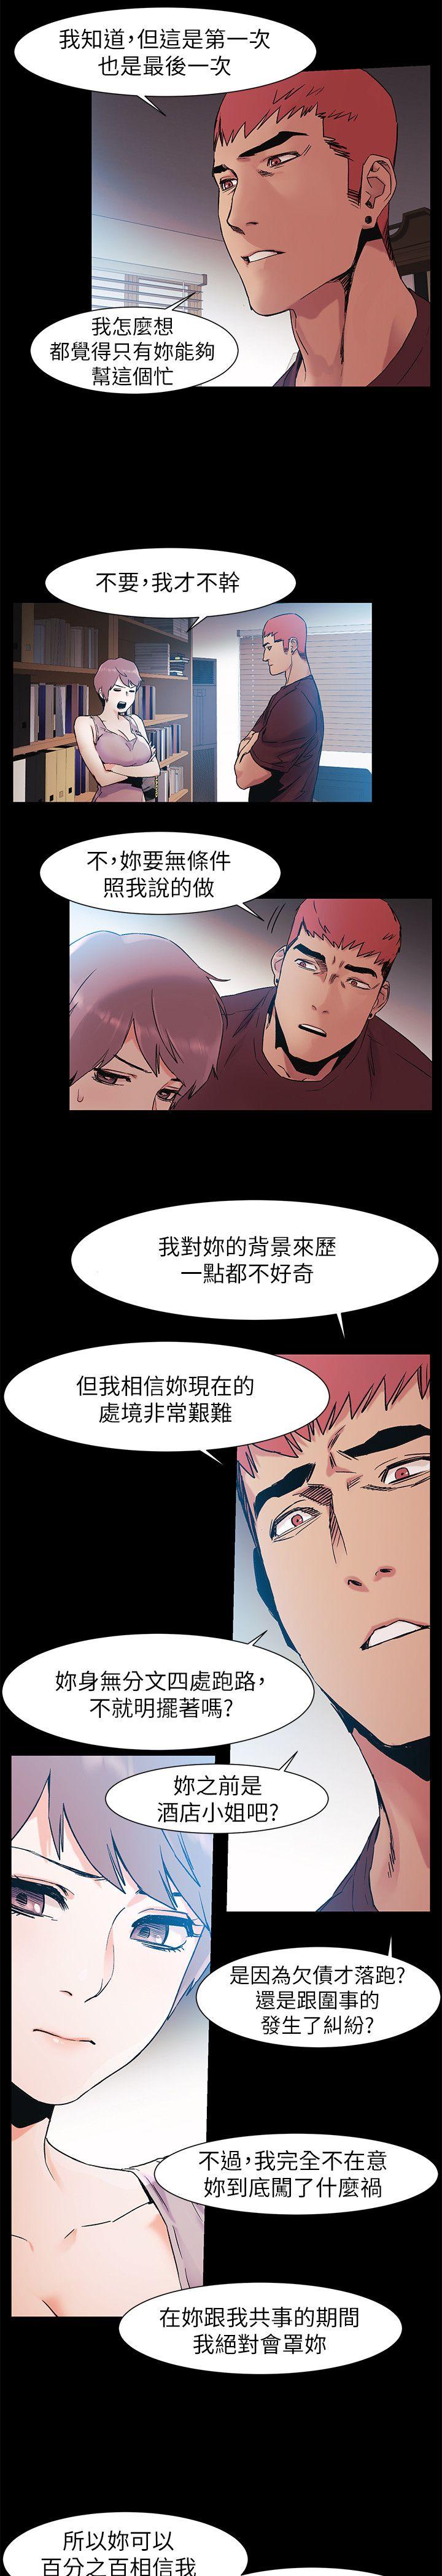 我知道，但這是第一次
也是最後一次
我怎麼想
都覺得只有妳能夠
幫這個忙
不要，我才不幹
不，妳要無條件
照我說的做
我對妳的背景來歷
一點都不好奇
但我相信妳現在的
處境非常艱難
妳身無分文四處跑路，
不就明擺著嗎？
妳之前是
酒店小姐吧？
是因為欠債才落跑？
還是跟圍事的
發生了糾紛？
不過，我完全不在意
妳到底闖了什麼禍
在妳跟我共事的期間
我絕對會罩妳
所以妳可以
百分之百相信我